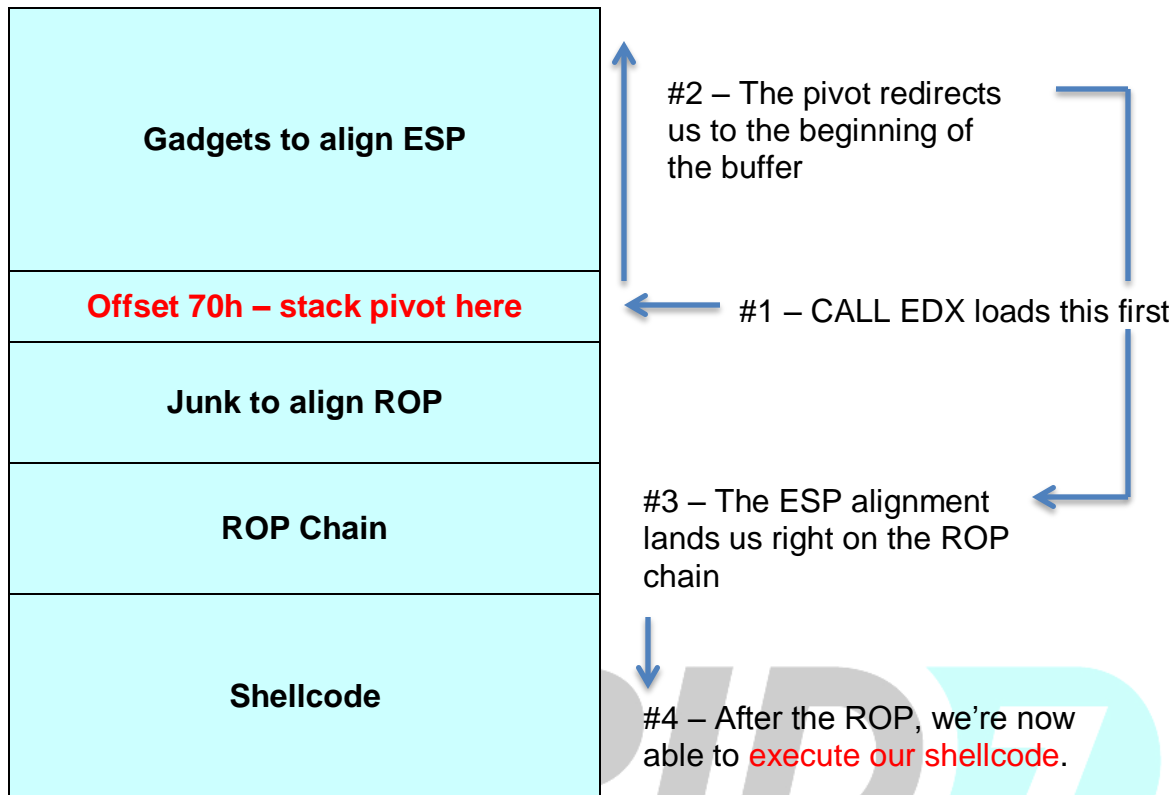 Gadgets to align ESP
#2 – The pivot redirects
us to the beginning of
the buffer
Offset 70h – stack pivot here
#1 – CALL EDX loads this first
Junk to align ROP
ROP Chain
#3 – The ESP alignment
lands us right on the ROP
chain
Shellcode
#4 – After the ROP, we’re now
able to execute our shellcode.
PID7